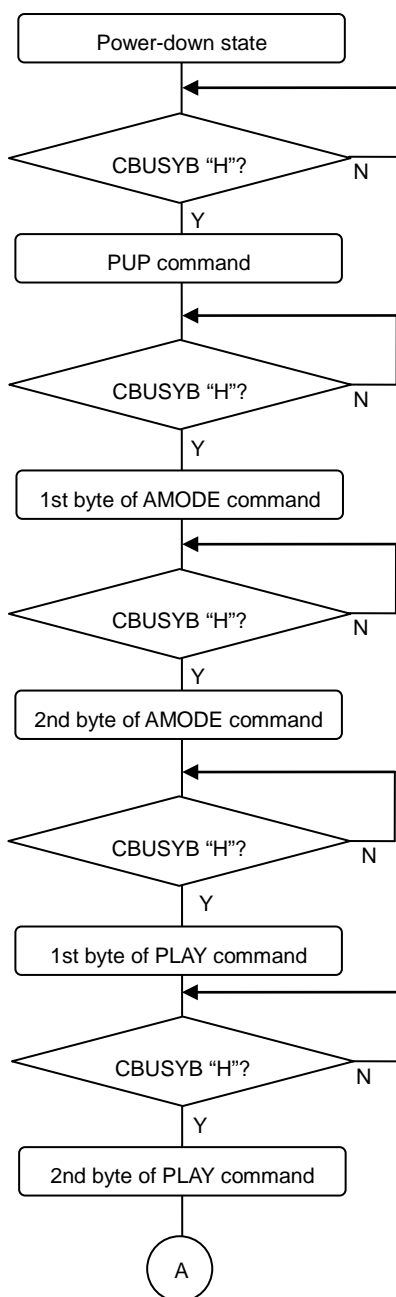 Power-down state
CBUSYB “H”?
N
Y
PUP command
CBUSYB “H”?
N
Y
1st byte of AMODE command
CBUSYB “H”?
N
Y
2nd byte of AMODE command
CBUSYB “H”?
N
Y
1st byte of PLAY command
CBUSYB “H”?
N
Y
2nd byte of PLAY command
A